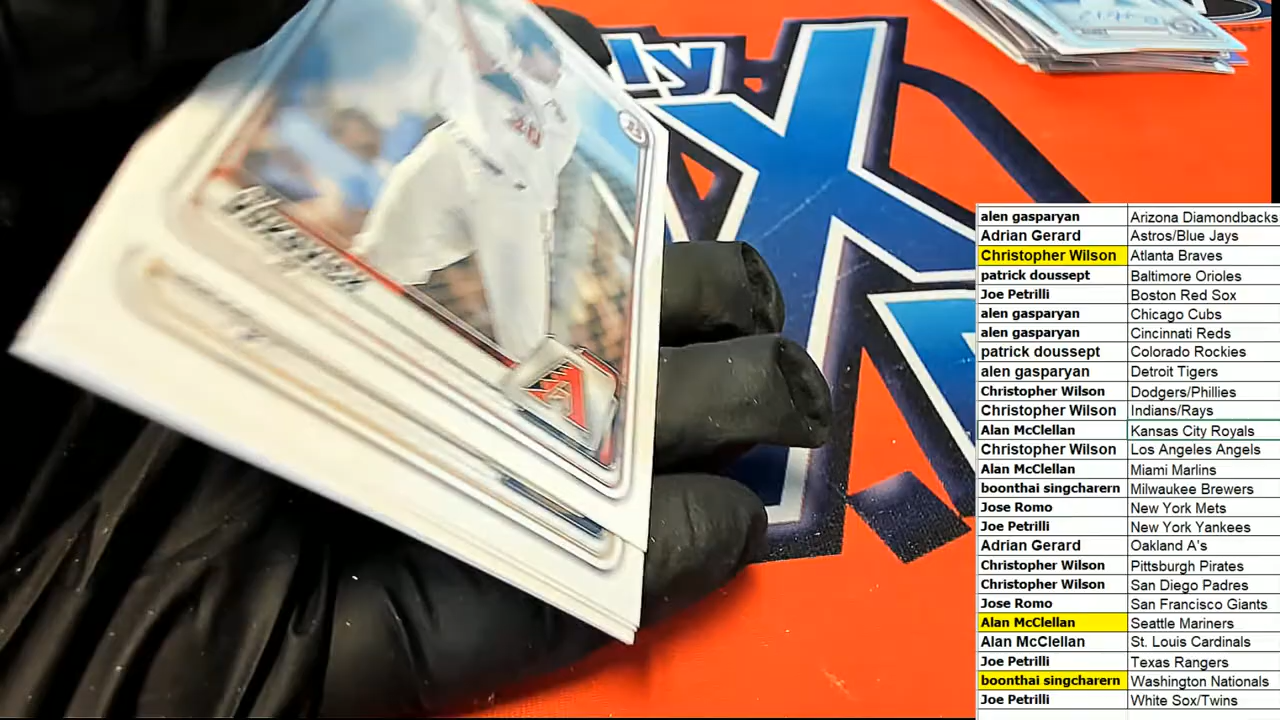 ly
alen gasparyan Arizona Diamondbacks
Adrian Gerard Astros/Blue Jays
Christopher Wilson Atlanta Braves
patrick doussept Baltimore Orioles
Joe Petrilli Boston Red Sox
alen gasparyan Chicago Cubs
alen gasparyan Cincinnati Reds
patrick doussept Colorado Rockies
alen gasparyan Detroit Tigers
Christopher Wilson Dodgers/Phillies
Christopher Wilson Indians/Rays
Alan McClellan Kansas City Royals
Christopher Wilson Los Angeles Angels
Alan McClellan Miami Marlins
boonthai singcharern Milwaukee Brewers
Jose Romo New York Mets
Joe Petrilli New York Yankees
Adrian Gerard Oakland A's
Christopher Wilson Pittsburgh Pirates
Christopher Wilson San Diego Padres
Jose Romo San Francisco Giants
Alan McClellan Seattle Mariners
Alan McClellan St. Louis Cardinals
Joe Petrilli Texas Rangers
boonthai singcharern Washington Nationals
Joe Petrilli White Sox/Twins